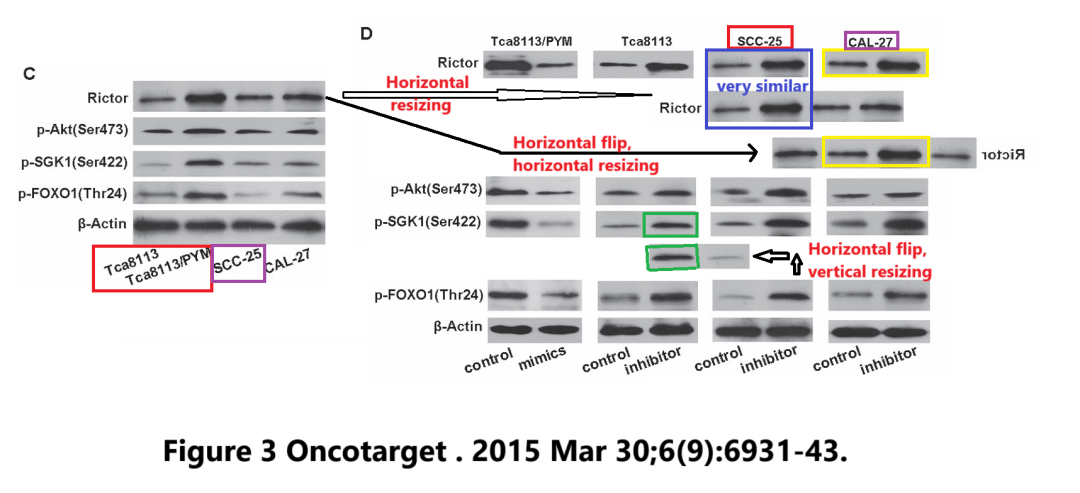 D
Tca8113/PYM Tca8113 SCC-25 CAL-27
Rictor
C
Horizontal
resizing
very similar
Rictor
Rictor
Horizontal flip,
horizontal resizing
Rictor
p-Akt(Ser473)
p-SGK1(Ser422)
p-FOXO1(Thr24)
β-Actin
Tca8113 Tca8113/PYM SCC-25 CAL-27
p-Akt(Ser473)
p-SGK1(Ser422)
Horizontal flip,
vertical resizing
p-FOXO1(Thr24)
β-Actin
control mimics control inhibitor control inhibitor control inhibitor
Figure 3 Oncotarget . 2015 Mar 30;6(9):6931-43.